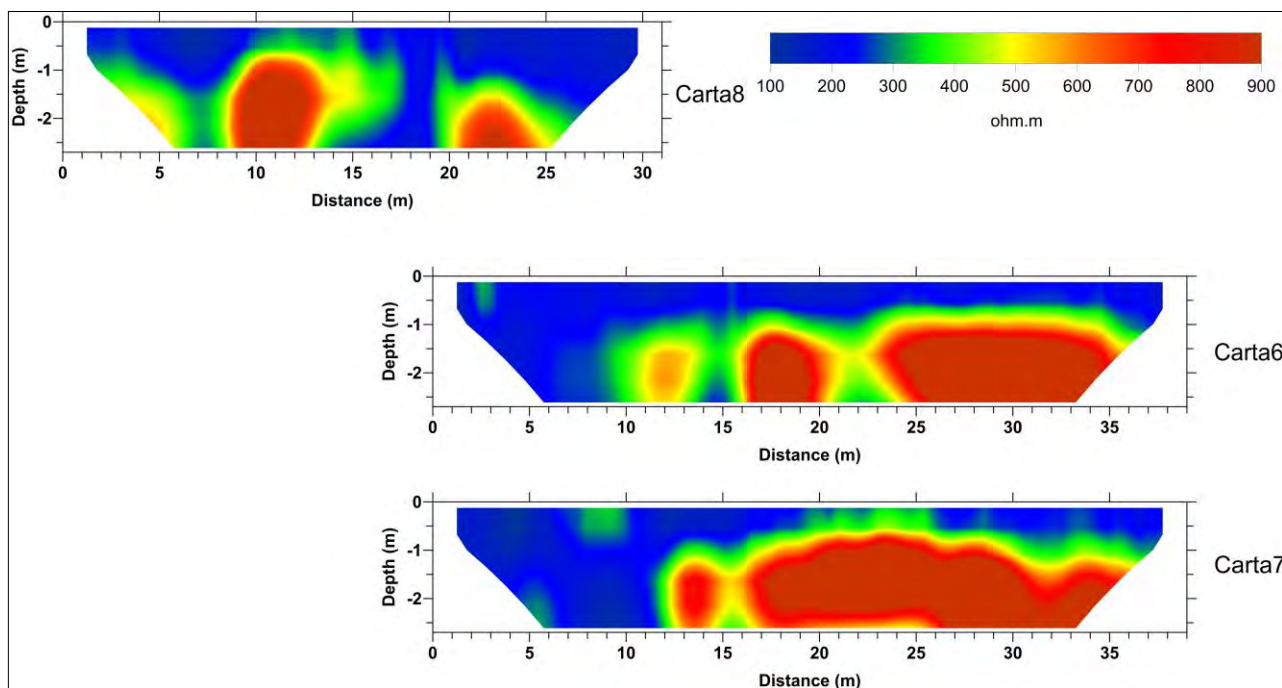 0
-1
-2
Depth (m)
0 5 10 15 20 25 30
Distance (m)
Carta8
100 200 300 400 500 600 700 800 900
ohm.m
0
-1
-2
Depth (m)
0 5 10 15 20 25 30 35
Distance (m)
Carta6
0
-1
-2
Depth (m)
0 5 10 15 20 25 30 35
Distance (m)
Carta7